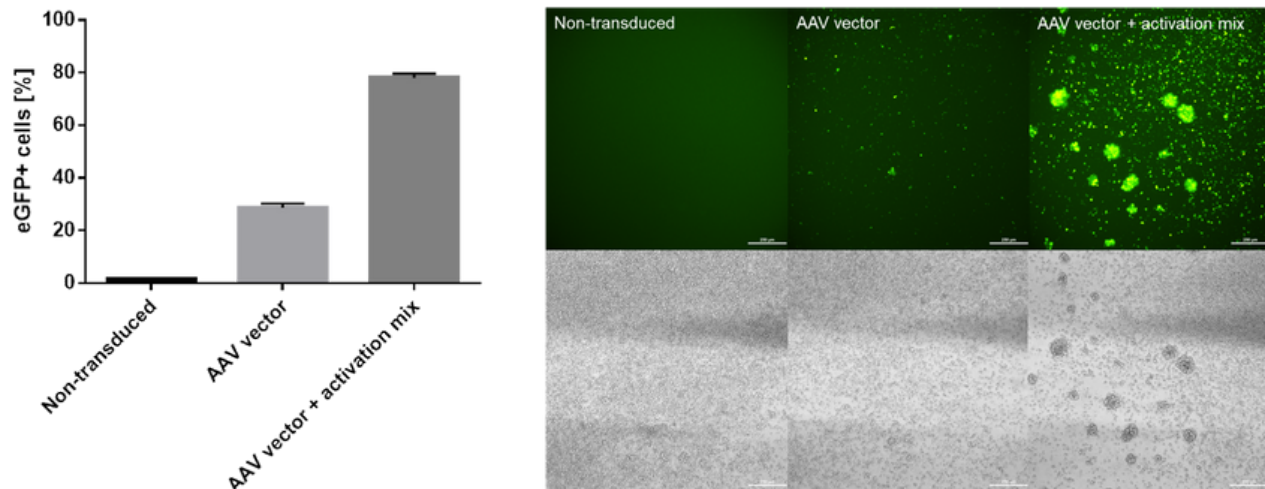 100
80
60
40
20
0
eGFP+ cells [%]
Non-transduced
AAV vector
AAV vector + activation mix
Non-transduced
AAV vector
AAV vector + activation mix